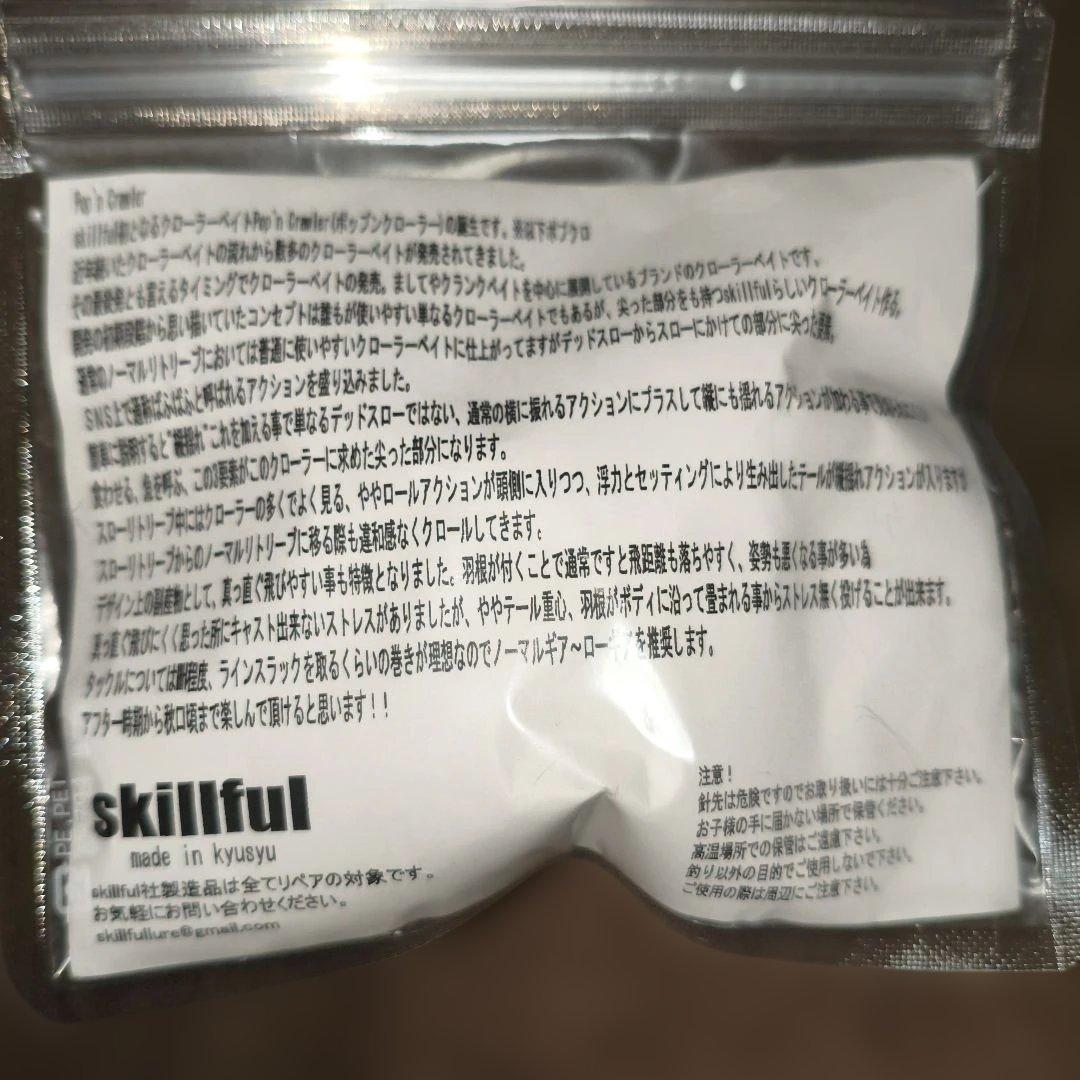 Pop'n Crawler
skillful初となるクローラーベイトPop'n Crawler(ポップンクローラー)の誕生です。※以下ポプクロ
近年続いたクローラーベイトの流れから数多のクローラーベイトが発売されてきました。
その最後発とも言えるタイミングでクローラーベイトの発売。ましてやクランクベイトを中心に展開しているブランドのクローラーベイトです。
開発の初期段階から思い描いていたコンセプトは誰もが使いやすい単なるクローラーベイトでもあるが、尖った部分をも持つskillfulらしいクローラーベイト作る。
通常のノーマルリトリーブにおいては普通に使いやすいクローラーベイトに仕上がってますがデッドスローからスローにかけての部分に尖った
SNS上で通称ぱふぱふと呼ばれるアクションを盛り込みました。
簡単に説明すると"縦揺れ"これを加える事で単なるデッドスローではない、通常の横に振れるアクションにプラスして縦にも揺れるアクションが加わる事で
食わせる、魚を呼ぶ、この2要素がこのクローラーに求めた尖った部分になります。
スローリトリーブ中にはクローラーの多くでよく見る、ややロールアクションが頭側に入りつつ、浮力とセッティングにより生み出したテールが縦揺れアクションが入りますが
スローリトリーブからのノーマルリトリーブに移る際も違和感なくクロールしてきます。
デザイン上の副産物として、真っ直ぐ飛びやすい事も特徴となりました。羽根が付くことで通常ですと飛距離も落ちやすく、姿勢も悪くなる事が多い為
真っ直ぐ飛びにくく思った所にキャスト出来ないストレスがありましたが、ややテール重心、羽根がボディに沿って畳まれる事からストレス無く投げることが出来ます。
タックルについてはM程度、ラインスラックを取るくらいの巻きが理想なのでノーマルギア～ローギアを推奨します。
アフター時期から秋口頃まで楽しんで頂けると思います！！
skillful
made in kyusyu
skillful社製造品は全てリペアの対象です。
お気軽にお問い合わせください。
skillfullure@gmail.com
注意！
針先は危険ですのでお取り扱いには十分ご注意下さい。
お子様の手に届かない場所で保管ください。
高温場所での保管はご遠慮下さい。
釣り以外の目的でご使用しないで下さい。
ご使用の際は周辺にご注意下さい。
PE,PET